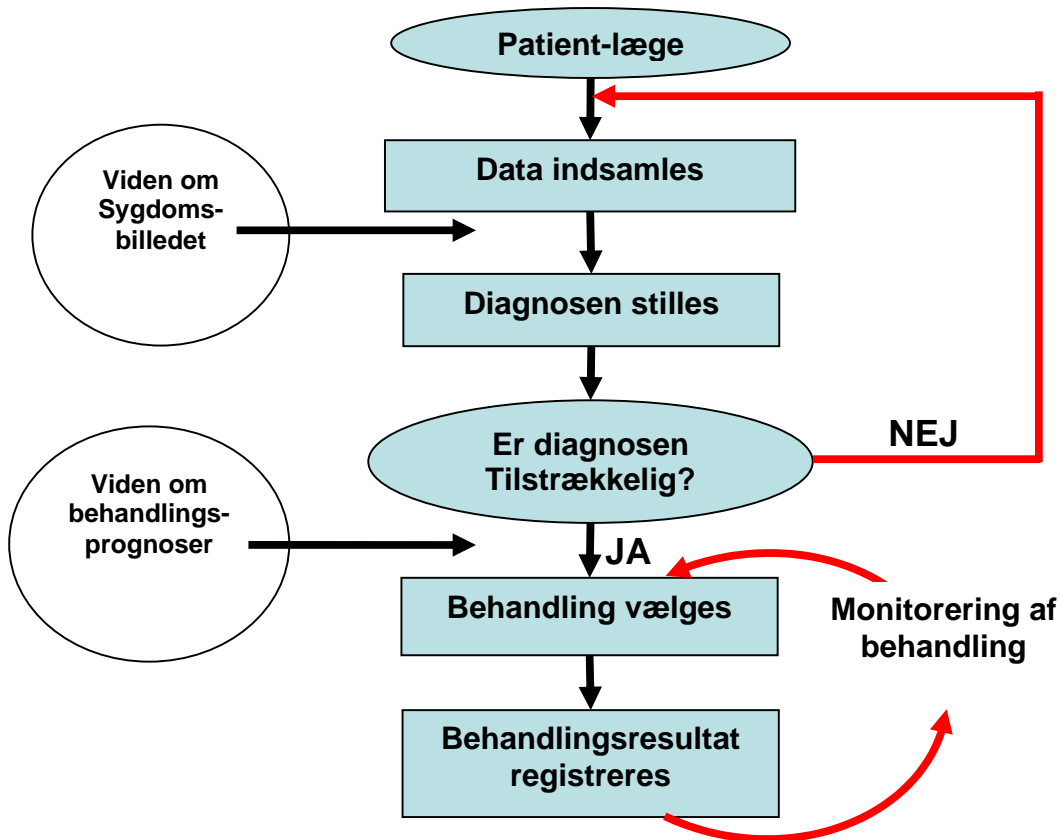 Patient-læge
Data indsamles
Viden om
Sygdoms-
billedet
Diagnosen stilles
Er diagnosen
Tilstrækkelig?
NEJ
Viden om
behandlings-
prognoser
JA
Behandling vælges
Monitorering af
behandling
Behandlingsresultat
registreres